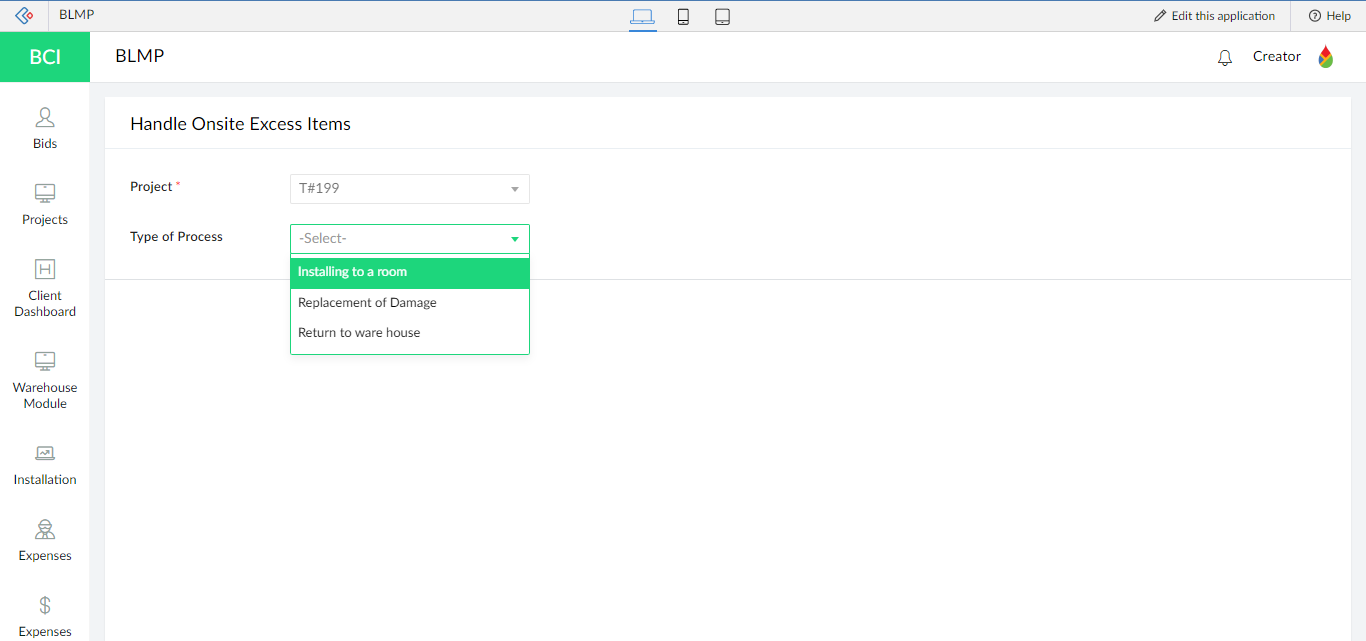 BLMP
Edit this application
Help
BCI
BLMP
Creator
Bids
Projects
Client
Dashboard
Warehouse
Module
Installation
Expenses
Expenses
Handle Onsite Excess Items
Project *
T#199
Type of Process
-Select-
Installing to a room
Replacement of Damage
Return to ware house